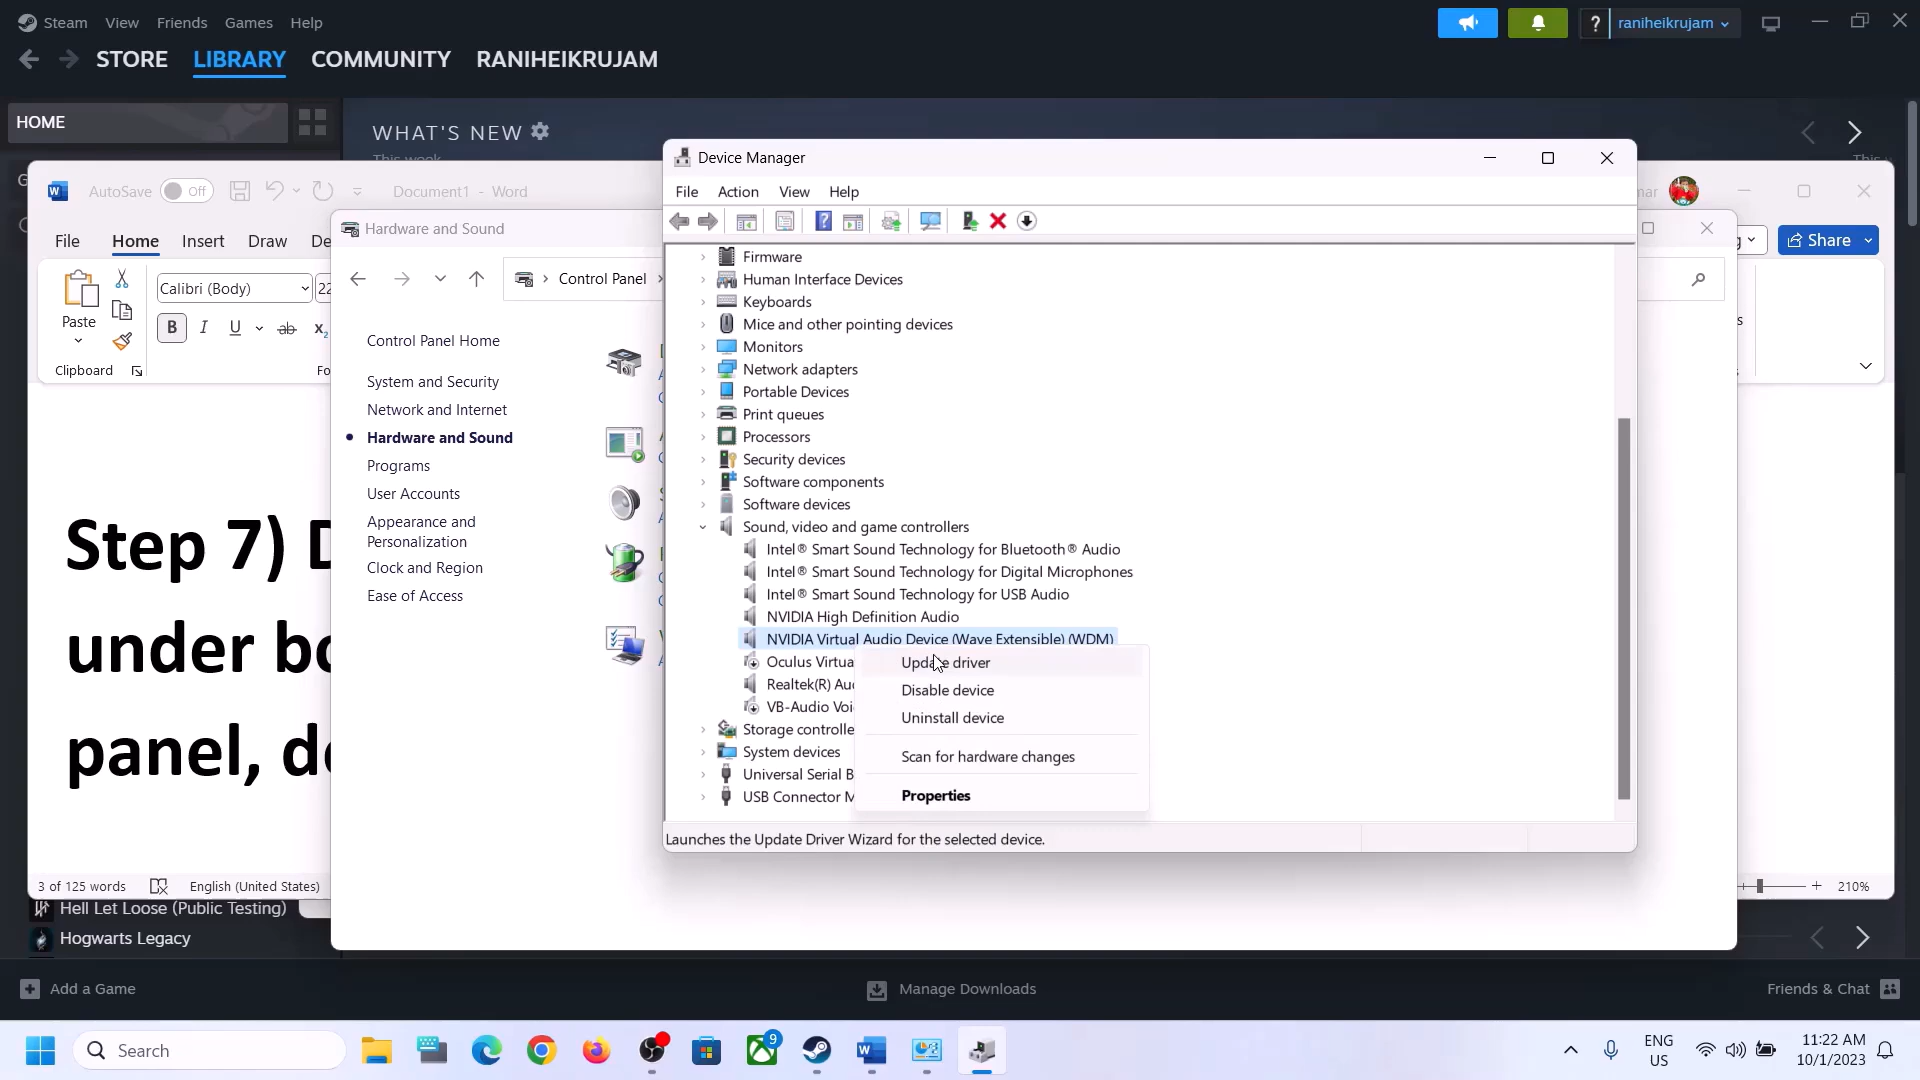 Steam View Friends Games Help
? raniheikrujam
STORE LIBRARY COMMUNITY RANIHEIKRUJAM
HOME
WHAT'S NEW
AutoSave Off
Document1 - Word
File Home Insert Draw
Share
Calibri (Body)
Paste
B I U ab
Clipboard
Step 7)
under
panel,
3 of 125 words English (United States)
210%
Hardware and Sound
Control Panel
Control Panel Home
System and Security
Network and Internet
Hardware and Sound
Programs
User Accounts
Appearance and
Personalization
Clock and Region
Ease of Access
Device Manager
File Action View Help
Firmware
Human Interface Devices
Keyboards
Mice and other pointing devices
Monitors
Network adapters
Portable Devices
Print queues
Processors
Security devices
Software components
Software devices
Sound, video and game controllers
Intel® Smart Sound Technology for Bluetooth® Audio
Intel® Smart Sound Technology for Digital Microphones
Intel® Smart Sound Technology for USB Audio
NVIDIA High Definition Audio
NVIDIA Virtual Audio Device (Wave Extensible) (WDM)
Oculus
Realtek(R)
VB-Audio
Storage
System devices
Universal Serial
USB Connector
Update driver
Disable device
Uninstall device
Scan for hardware changes
Properties
Launches the Update Driver Wizard for the selected device.
Hell Let Loose (Public Testing)
Hogwarts Legacy
Add a Game
Manage Downloads
Friends & Chat
Search
9
ENG
US
11:22 AM
10/1/2023